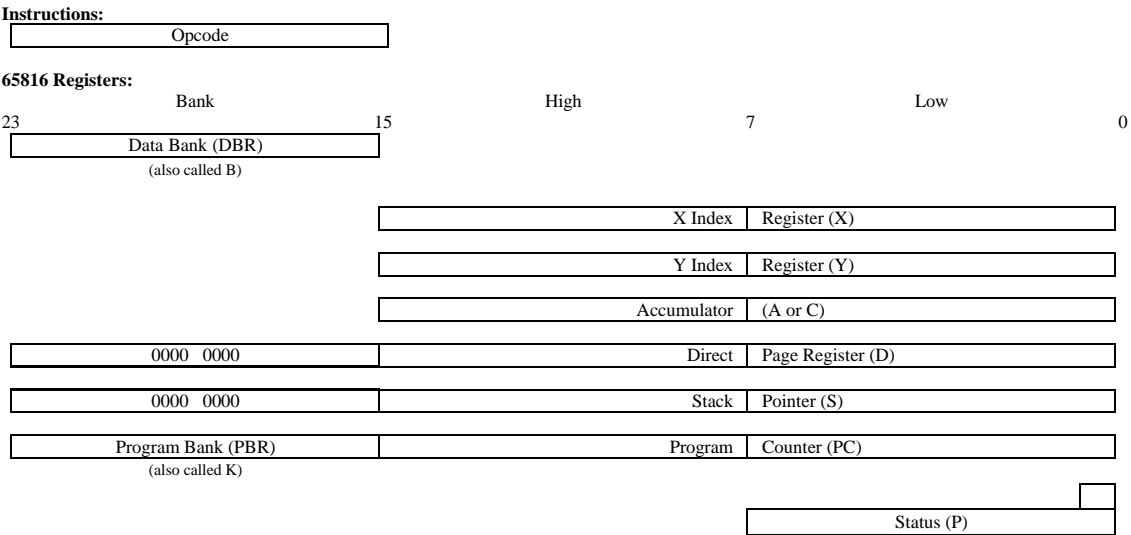 Instructions:
Opcode
65816 Registers:
Bank High Low
23 15 7 0
Data Bank (DBR)
(also called B)
X Index Register (X)
Y Index Register (Y)
Accumulator (A or C)
0000 0000 Direct Page Register (D)
0000 0000 Stack Pointer (S)
Program Bank (PBR) Program Counter (PC)
(also called K)
Status (P)